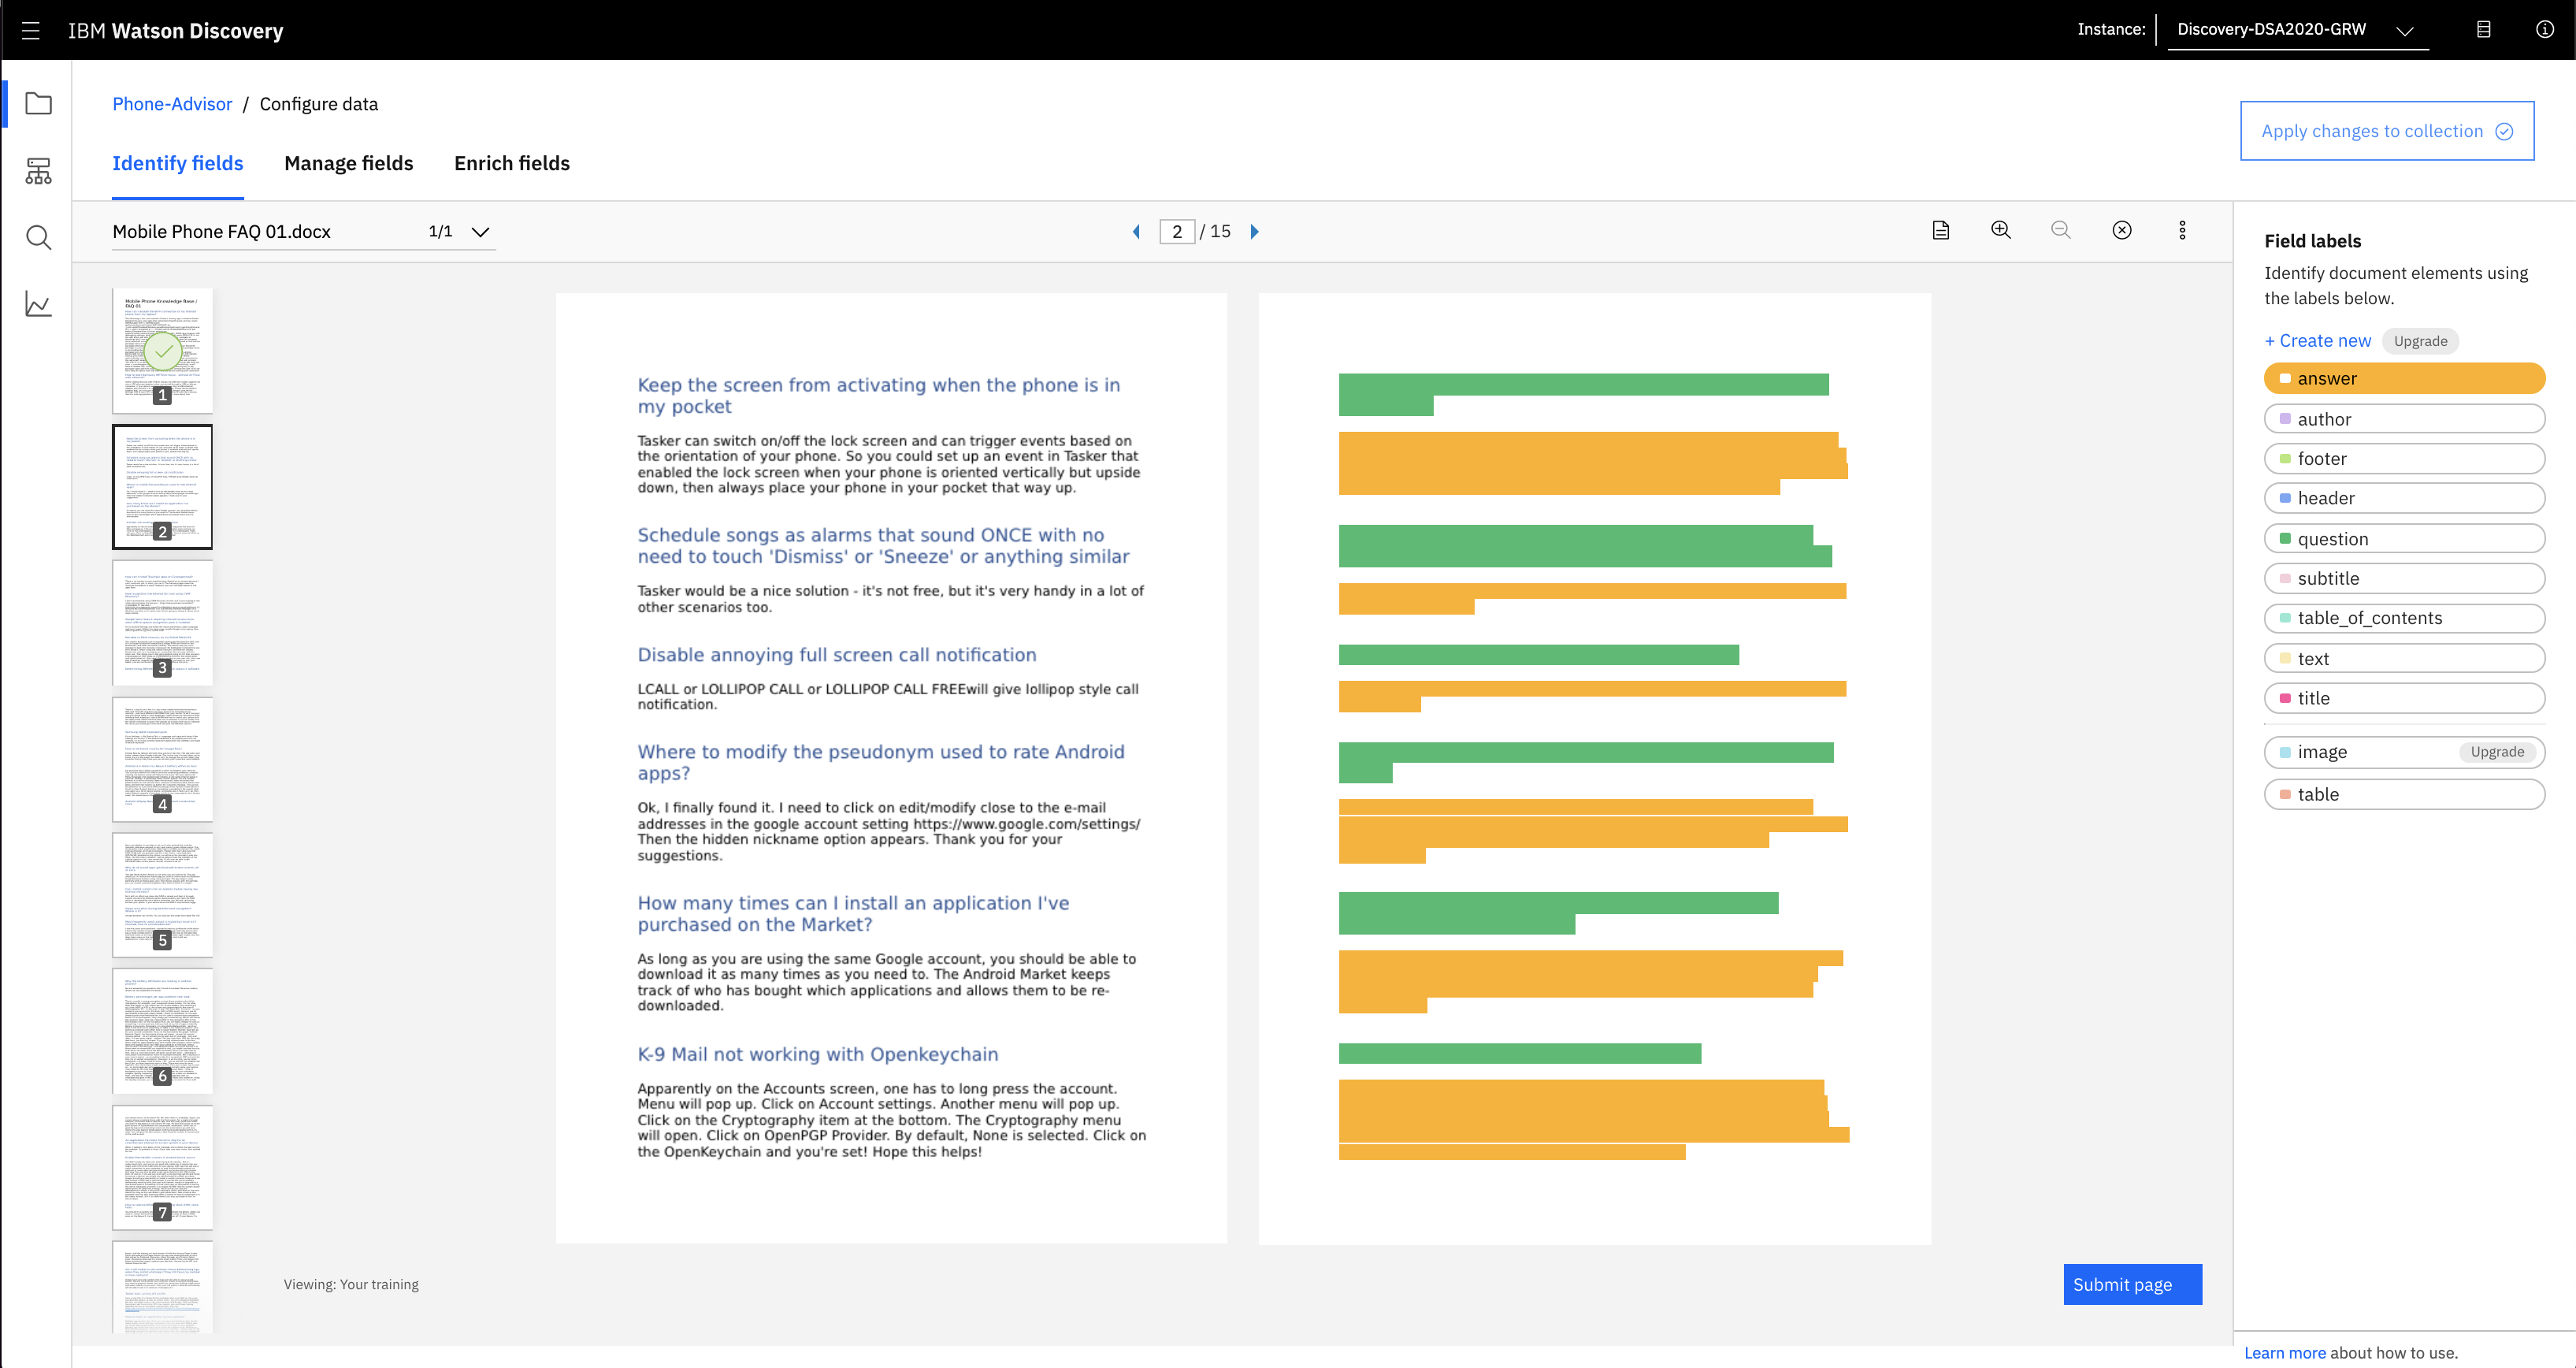 IBM Watson Discovery
Instance: Discovery-DSA2020-GRW
Phone-Advisor / Configure data
Apply changes to collection
Identify fields Manage fields Enrich fields
Mobile Phone FAQ 01.docx 1/1
2 / 15
Mobile Phone Knowledge Base /
FAQ 01
1
2
3
4
5
6
7
Keep the screen from activating when the phone is in
my pocket
Tasker can switch on/off the lock screen and can trigger events based on
the orientation of your phone. So you could set up an event in Tasker that
enabled the lock screen when your phone is oriented vertically but upside
down, then always place your phone in your pocket that way up.
Schedule songs as alarms that sound ONCE with no
need to touch 'Dismiss' or 'Sneeze' or anything similar
Tasker would be a nice solution - it's not free, but it's very handy in a lot of
other scenarios too.
Disable annoying full screen call notification
LCALL or LOLLIPOP CALL or LOLLIPOP CALL FREEwill give lollipop style call
notification.
Where to modify the pseudonym used to rate Android
apps?
Ok, I finally found it. I need to click on edit/modify close to the e-mail
addresses in the google account setting https://www.google.com/settings/
Then the hidden nickname option appears. Thank you for your
suggestions.
How many times can I install an application I've
purchased on the Market?
As long as you are using the same Google account, you should be able to
download it as many times as you need to. The Android Market keeps
track of who has bought which applications and allows them to be re-
downloaded.
K-9 Mail not working with Openkeychain
Apparently on the Accounts screen, one has to long press the account.
Menu will pop up. Click on Account settings. Another menu will pop up.
Click on the Cryptography item at the bottom. The Cryptography menu
will open. Click on OpenPGP Provider. By default, None is selected. Click on
the OpenKeychain and you're set! Hope this helps!
Viewing: Your training
Submit page
Field labels
Identify document elements using
the labels below.
+ Create new Upgrade
answer
author
footer
header
question
subtitle
table_of_contents
text
title
image Upgrade
table
Learn more about how to use.